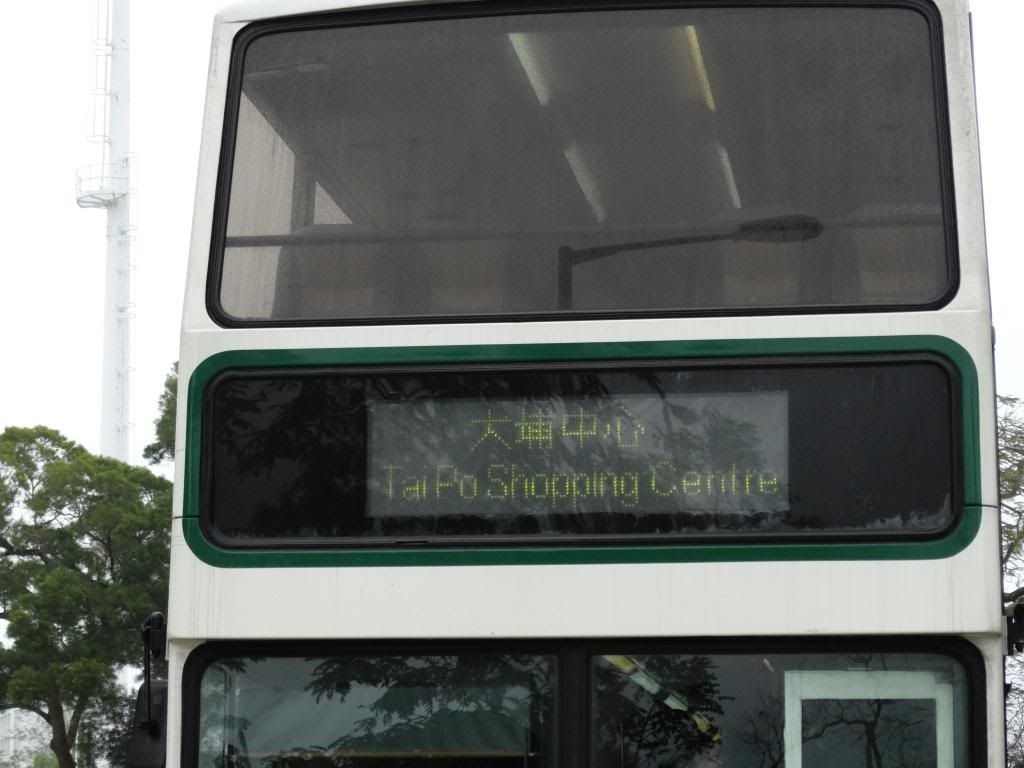 大埔中心
Tai Po Shopping Centre